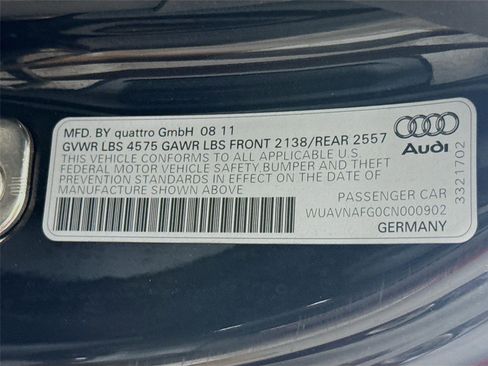 MFD. BY quattro GmbH 08 11
GVWR LBS 4575 GAWR LBS FRONT 2138/REAR 2557
THIS VEHICLE CONFORMS TO ALL APPLICABLE U.S.
FEDERAL MOTOR VEHICLE SAFETY,BUMPER AND THEFT
PREVENTION STANDARDS IN EFFECT ON THE DATE OF
MANUFACTURE SHOWN ABOVE
Audi
3321702
PASSENGER CAR
WUAVNAFG0CN000902
GERMANY